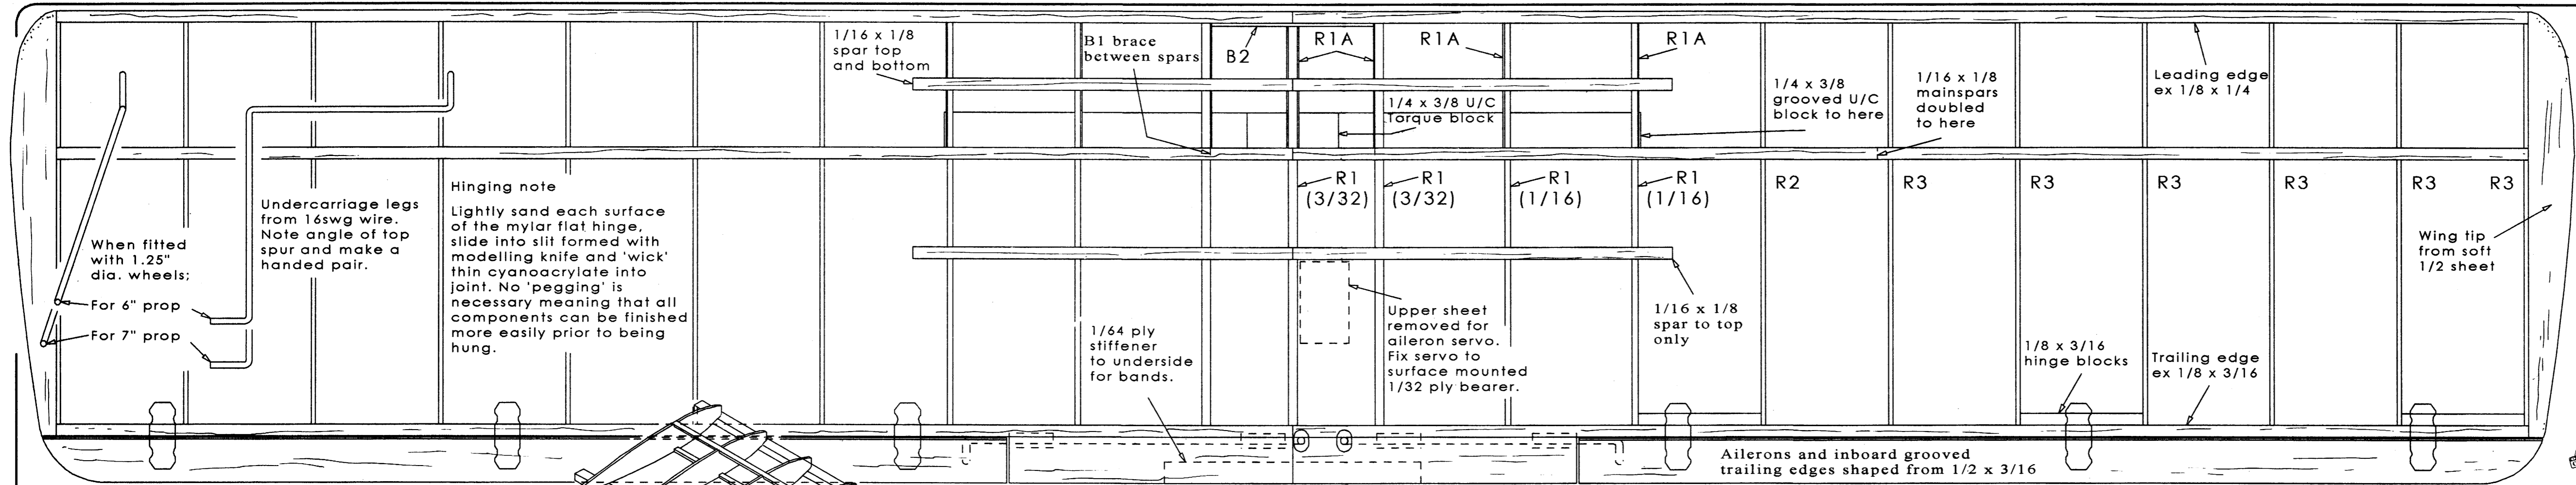 1/16 x 1/8
spar top
and bottom
B1 brace
between spars
B2
R1A
R1A
R1A
1/4 x 3/8 U/C
Tarque block
1/4 x 3/8
grooved U/C
block to here
1/16 x 1/8
mainspars
doubled
to here
Leading edge
ex 1/8 x 1/4
Undercarriage legs
from 16swg wire.
Note angle of top
spur and make a
handed pair.
When fitted
with 1.25"
dia. wheels;
For 6" prop
For 7" prop
Hinging note
Lightly sand each surface
of the mylar flat hinge,
slide into slit formed with
modelling knife and 'wick'
thin cyanoacrylate into
joint. No 'pegging' is
necessary meaning that all
components can be finished
more easily prior to being
hung.
R1
(3/32)
R1
(3/32)
R1
(1/16)
R1
(1/16)
R2
R3
R3
R3
R3
R3
R3
Wing tip
from soft
1/2 sheet
1/64 ply
stiffener
to underside
for bands.
Upper sheet
removed for
aileron servo.
Fix servo to
surface mounted
1/32 ply bearer.
1/16 x 1/8
spar to top
only
1/8 x 3/16
hinge blocks
Trailing edge
ex 1/8 x 3/16
Ailerons and inboard grooved
trailing edges shaped from 1/2 x 3/16